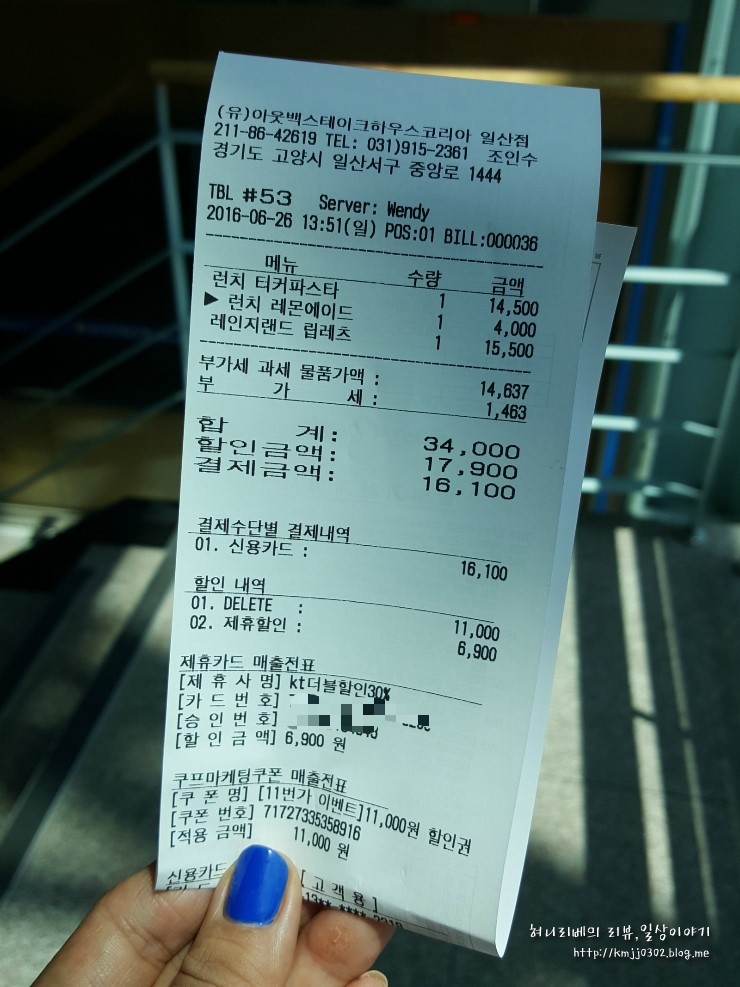 (유)아웃백스테이크하우스코리아 일산점
211-86-42619 TEL: 031)915-2361 조인수
경기도 고양시 일산서구 중앙로 1444
TBL #53 Server: Wendy
2016-06-26 13:51(일) POS:01 BILL:000036
메뉴 수량 금액
런치 티커파스타 1 14,500
▶ 런치 레몬에이드 1 4,000
레인지랜드 립레츠 1 15,500
부가세 과세 물품가액 : 14,637
부 가 세 : 1,463
합 계: 34,000
할인금액: 17,900
결제금액: 16,100
결제수단별 결제내역
01. 신용카드 : 16,100
할인 내역
01. DELETE : 11,000
02. 제휴할인 : 6,900
제휴카드 매출전표
[제 휴 사 명] kt더블할인30%
[카 드 번 호]
[승 인 번 호]
[할 인 금 액] 6,900 원
쿠프마케팅쿠폰 매출전표
[쿠 폰 명] [11번가 이벤트]11,000원 할인권
[쿠폰 번호] 71727335358916
[적용 금액] 11,000 원
신용카드 [ 고 객 용 ]
허니리베의 리뷰,일상이야기
http://kmjj0302.blog.me